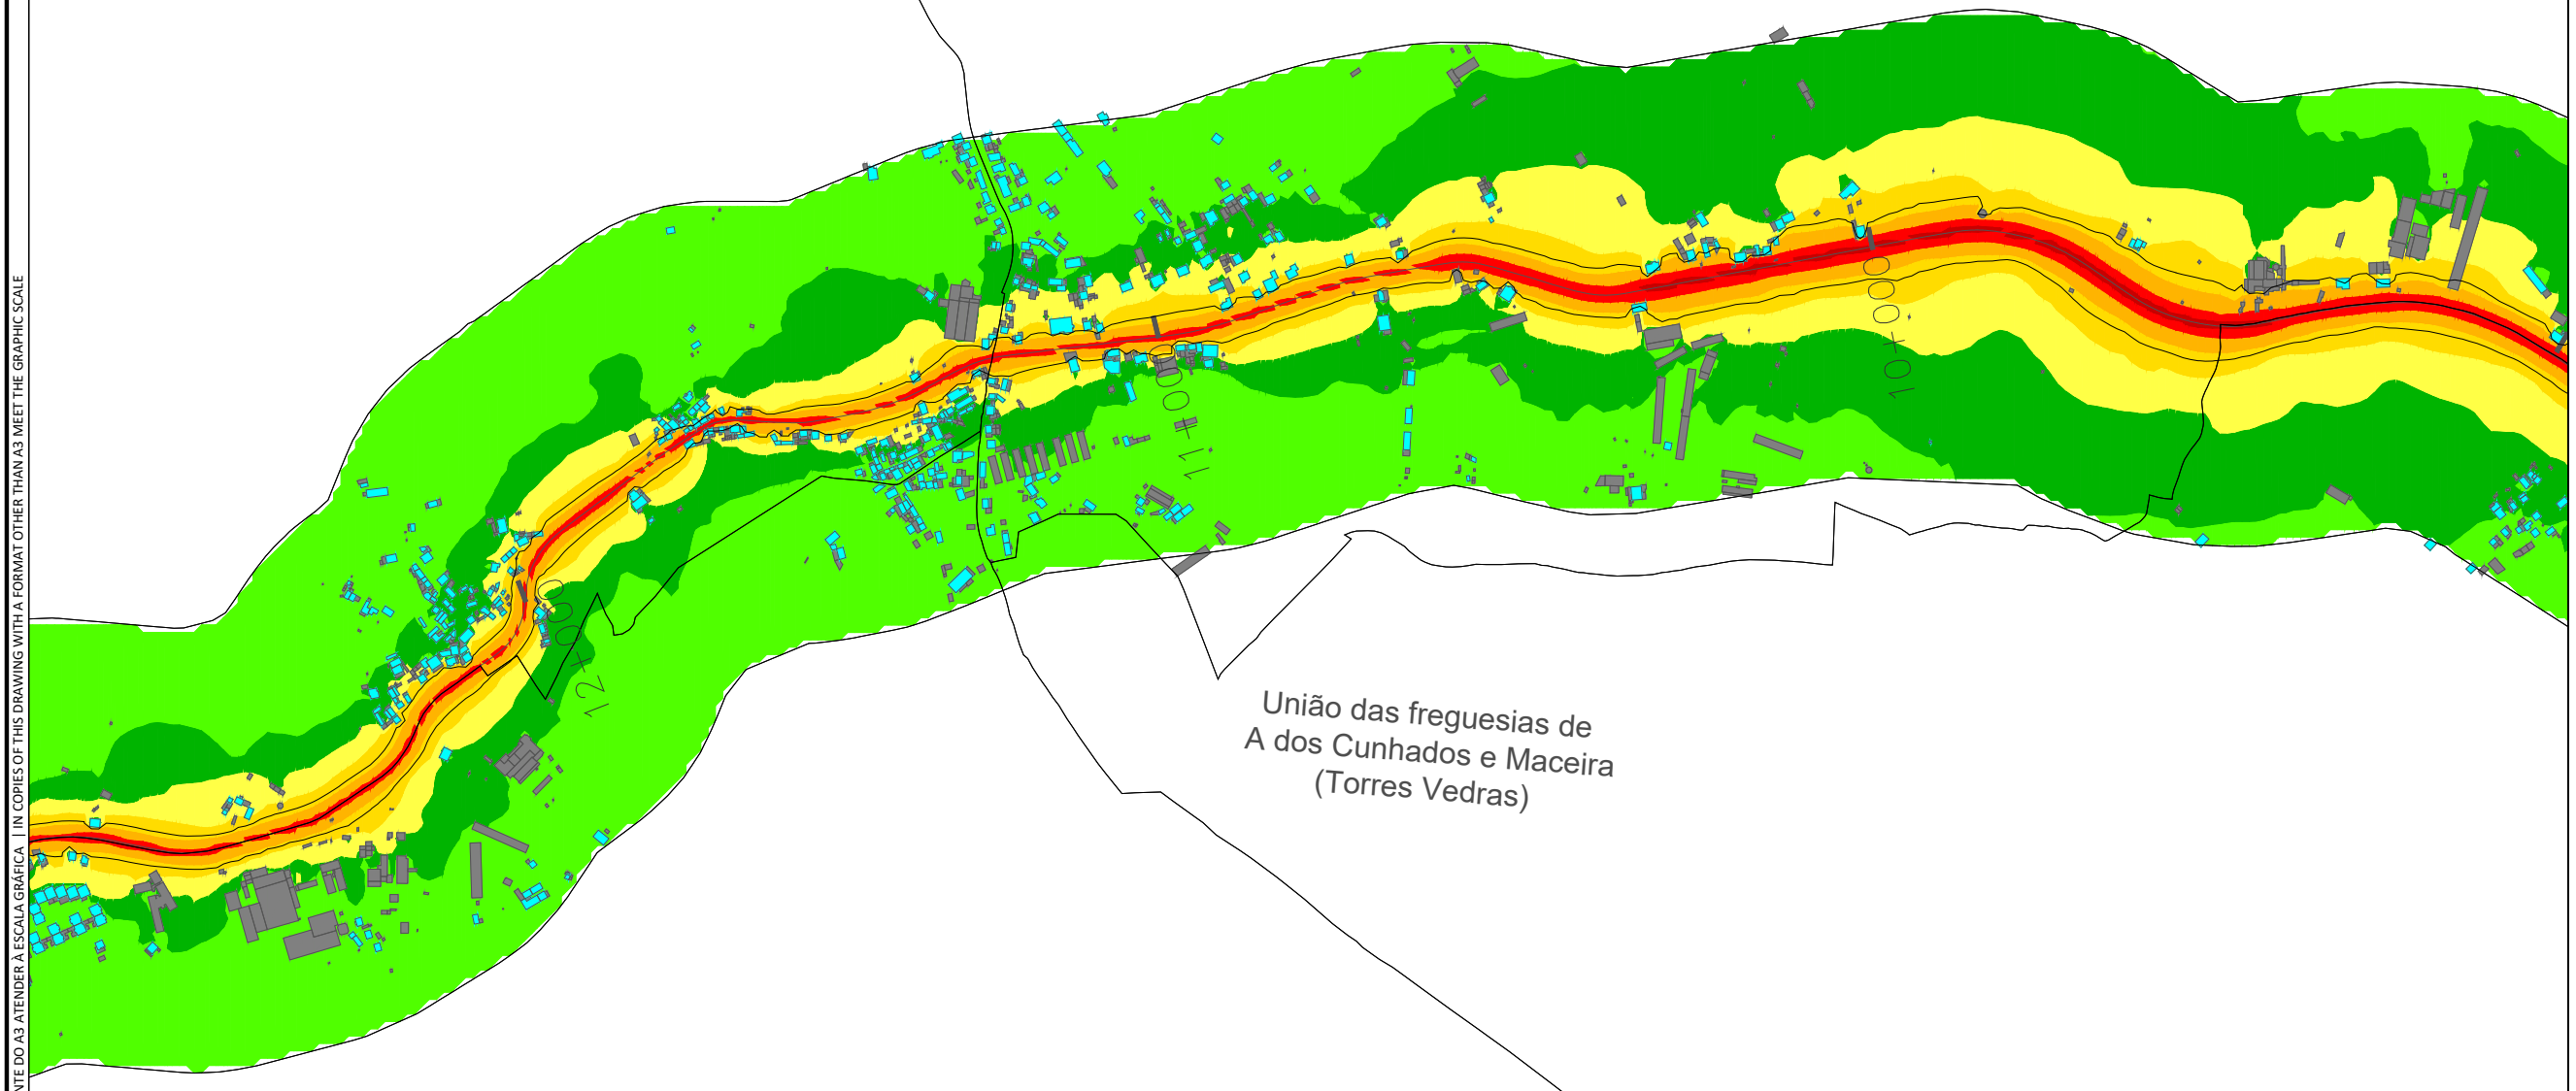 NTE DO A3 ATENDER À ESCALA GRÁFICA | IN COPIES OF THIS DRAWING WITH A FORMAT OTHER THAN A3 MEET THE GRAPHIC SCALE
10+000
11+000
12+000
União das freguesias de
A dos Cunhados e Maceira
(Torres Vedras)